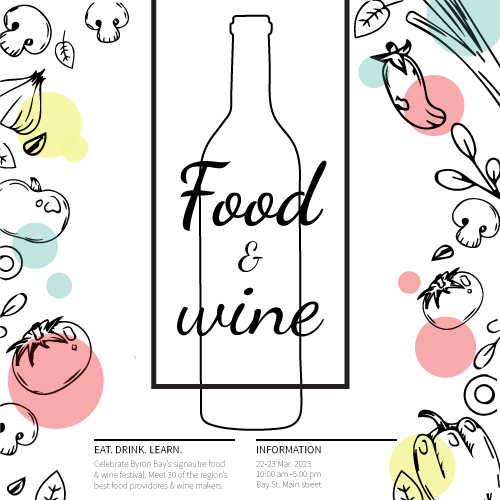 Food
&
wine
EAT. DRINK. LEARN.
Celebrate Byron Bay's signautre food
& wine festival. Meet 30 of the region's
best food providores & wine makers.
INFORMATION
22-23 Mar. 2023
10:00 am -5:00 pm
Bay St. Main street